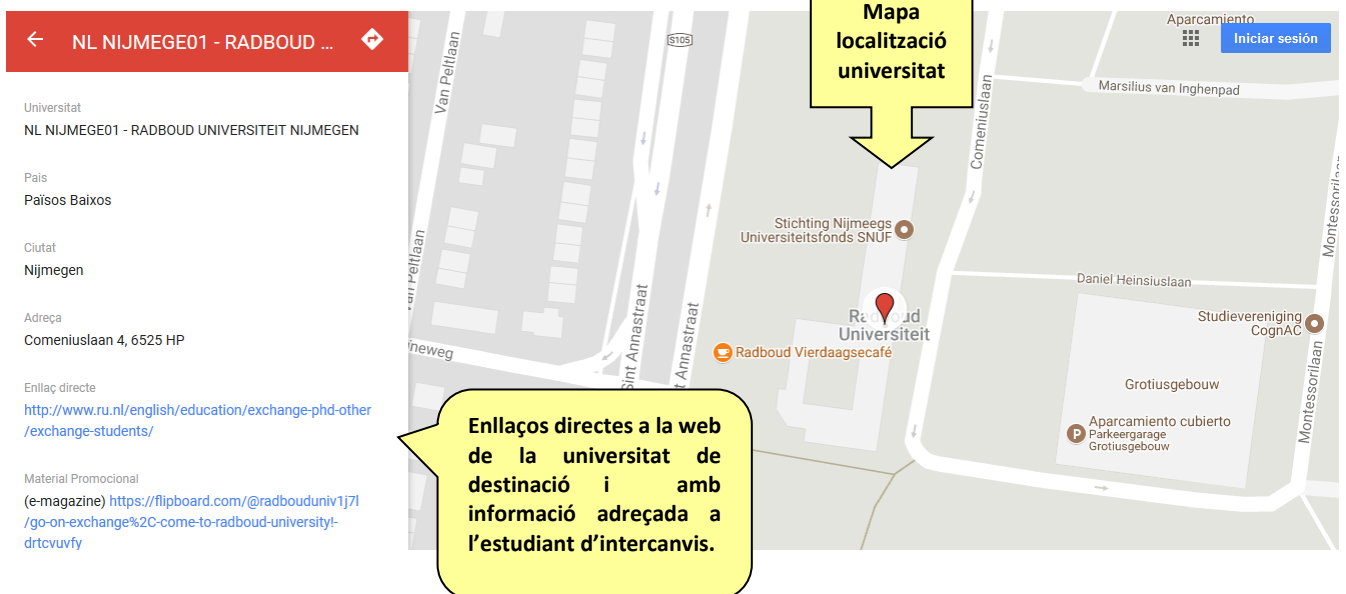 NL NIJMEGE01 - RADBOUD ...
Universitat
NL NIJMEGE01 - RADBOUD UNIVERSITEIT NIJMEGEN
Pais
Països Baixos
Ciutat
Nijmegen
Adreça
Comeniuslaan 4, 6525 HP
Enllaç directe
http://www.ru.nl/english/education/exchange-phd-other
/exchange-students/
Material Promocional
(e-magazine) https://flipboard.com/@radbouduniv1j7l
/go-on-exchange%2C-come-to-radboud-university!-
drtcvuvfy
Mapa
localització
universitat
Enllaços directes a la web
de la universitat de
destinació i amb
informació adreçada a
l'estudiant d'intercanvis.
Iniciar sesión
Aparcamiento
S105
Van Peltlaan
Van Peltlaan
Comeniuslaan
Marsilius van Inghenpad
Montessorilaan
Stichting Nijmeegs
Universiteitsfonds SNUF
Daniel Heinsiuslaan
Radboud
Universiteit
Studievereniging
CognAC
Radboud Vierdaagsecafé
Sint Annastraat
t Annastraat
ineweg
Grotiusgebouw
Aparcamiento cubierto
P
Parkeergarage
Grotiusgebouw
Montessorilaan